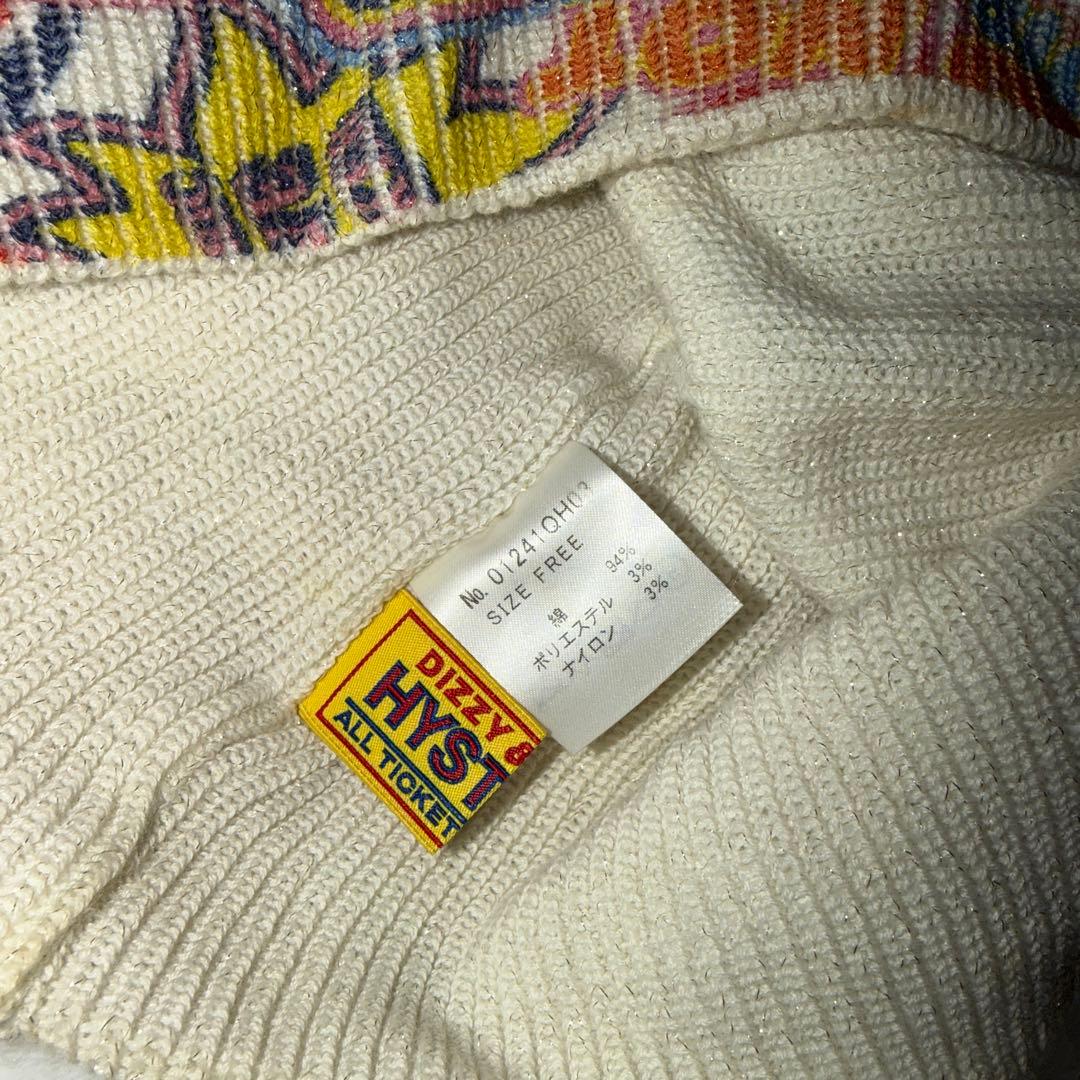 No. 01241QH03
SIZE FREE
綿 94%
ポリエステル 3%
ナイロン 3%
DIZZY &
HYST
ALL TICKET